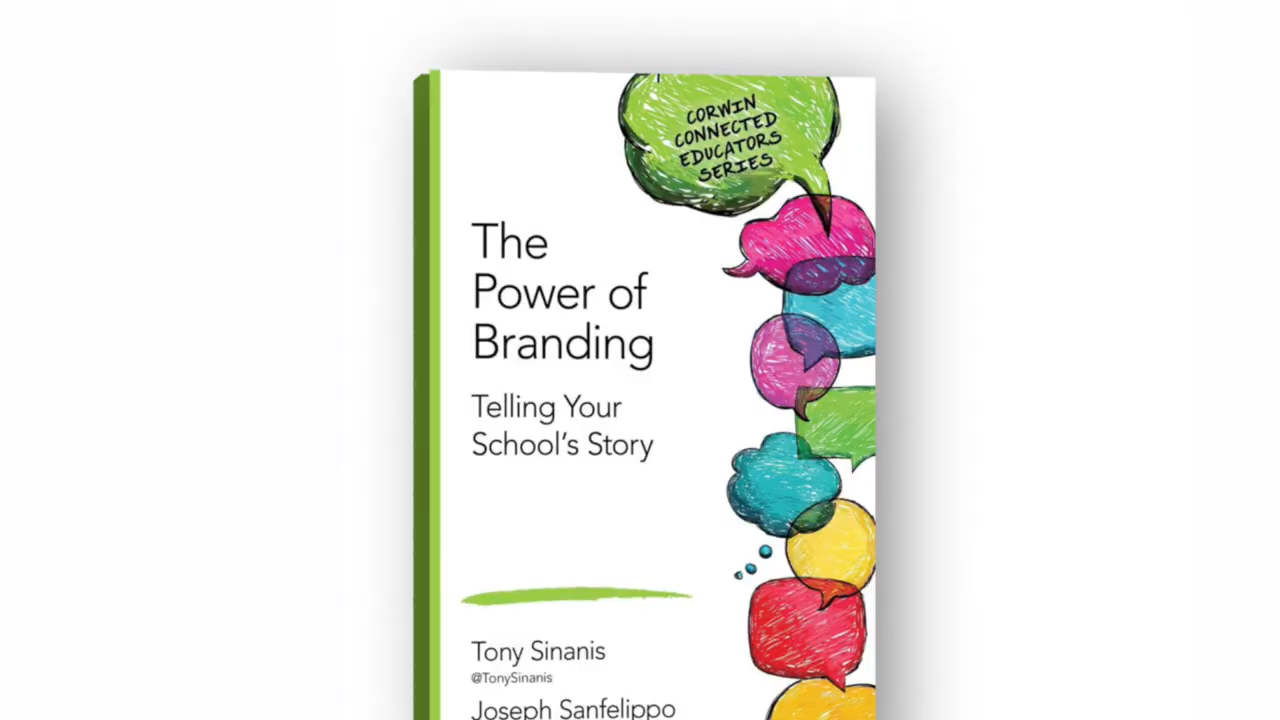 CORWIN
CONNECTED
EDUCATORS
SERIES
The
Power of
Branding
Telling Your
School's Story
Tony Sinanis
@TonySinanis
Joseph Sanfelippo